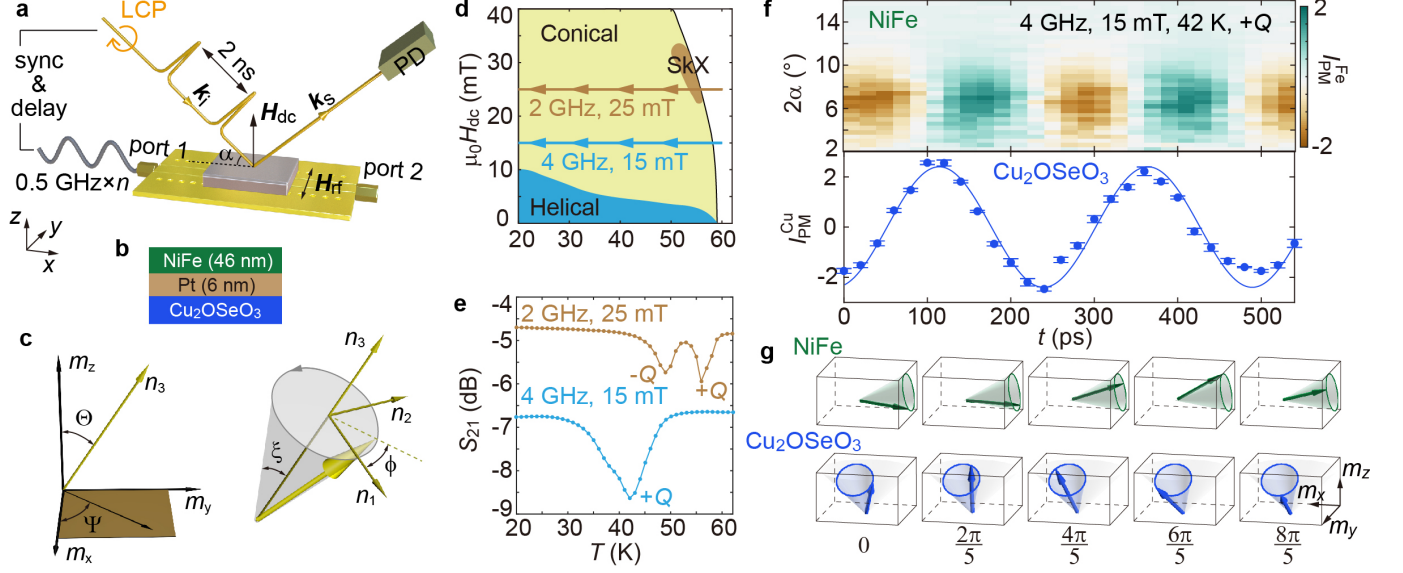 a
LCP
sync
&
delay
2 ns
k_i
H_dc
k_s
PD
port 1
α
port 2
0.5 GHz×n
H_rf
z
y
x
b
NiFe (46 nm)
Pt (6 nm)
Cu₂OSeO₃
c
m_z
n₃
Θ
m_y
Ψ
m_x
n₃
n₂
ξ
ϕ
n₁
d
μ₀H_dc (mT)
40
30
20
10
0
Conical
SkX
2 GHz, 25 mT
4 GHz, 15 mT
Helical
20 30 40 50 60
e
S₂₁ (dB)
-4
-5
-6
-7
-8
-9
2 GHz, 25 mT
-Q
+Q
4 GHz, 15 mT
+Q
20 30 40 50 60
T (K)
f
NiFe
4 GHz, 15 mT, 42 K, +Q
2α (°)
14
10
6
2
2
-2
I_PM^Fe
Cu₂OSeO₃
I_PM^Cu
2
0
-2
0 100 200 300 400 500
t (ps)
g
NiFe
Cu₂OSeO₃
m_z
m_x
m_y
0
2π/5
4π/5
6π/5
8π/5